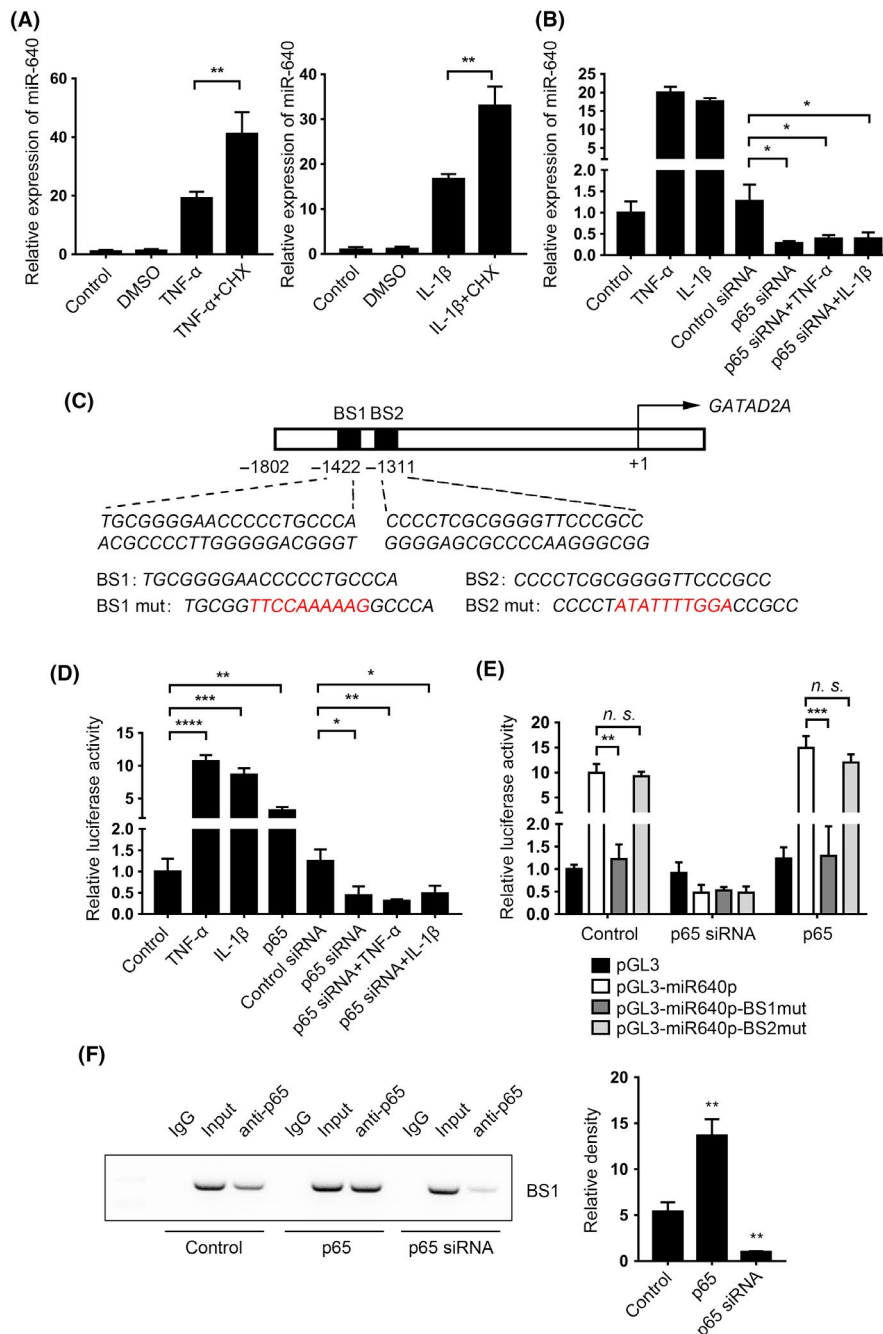 (A)
Relative expression of miR-640
60
40
20
0
**
Control
DMSO
TNF-α
TNF-α+CHX
Relative expression of miR-640
40
30
20
10
0
**
Control
DMSO
IL-1β
IL-1β+CHX
(B)
Relative expression of miR-640
25
20
15
10
5
2.0
1.5
1.0
0.5
0.0
*
*
*
Control
TNF-α
IL-1β
Control siRNA
p65 siRNA
p65 siRNA+TNF-α
p65 siRNA+IL-1β
(C)
BS1 BS2
GATAD2A
−1802 −1422 −1311 +1
TGCGGGGAACCCCCTGCCCA CCCCTCGCGGGGTTCCCGCC
ACGCCCCTTGGGGGACGGGT GGGGAGCGCCCCAAGGGCGG
BS1: TGCGGGGAACCCCCTGCCCA BS2: CCCCTCGCGGGGTTCCCGCC
BS1 mut: TGCGGTTCCAAAAAGGCCCA BS2 mut: CCCCTATATTTTGGACCGCC
(D)
Relative luciferase activity
15
10
5
2.0
1.5
1.0
0.5
0.0
**
***
****
*
**
*
Control
TNF-α
IL-1β
p65
Control siRNA
p65 siRNA
p65 siRNA+TNF-α
p65 siRNA+IL-1β
(E)
Relative luciferase activity
20
15
10
5
2.0
1.5
1.0
0.5
0.0
n. s.
**
n. s.
***
Control p65 siRNA p65
pGL3
pGL3-miR640p
pGL3-miR640p-BS1mut
pGL3-miR640p-BS2mut
(F)
IgG Input anti-p65 IgG Input anti-p65 IgG Input anti-p65
BS1
Control p65 p65 siRNA
Relative density
20
15
10
5
0
**
**
Control
p65
p65 siRNA